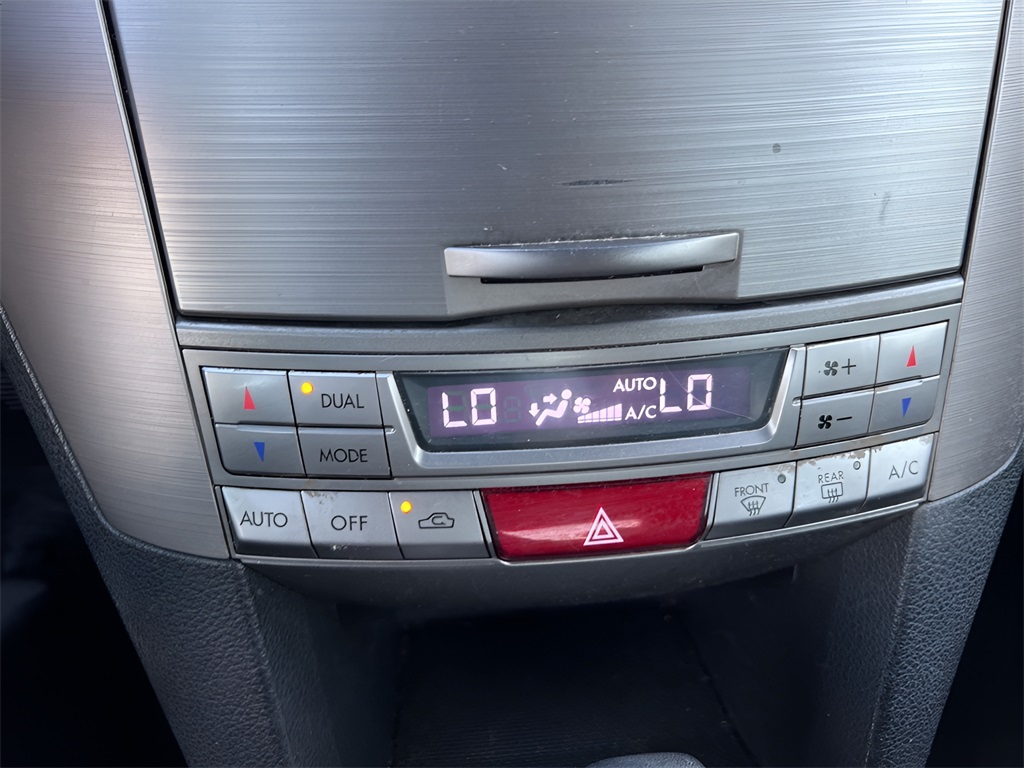 DUAL
LO
AUTO
A/C
LO
+
MODE
-
AUTO
OFF
FRONT
REAR
A/C